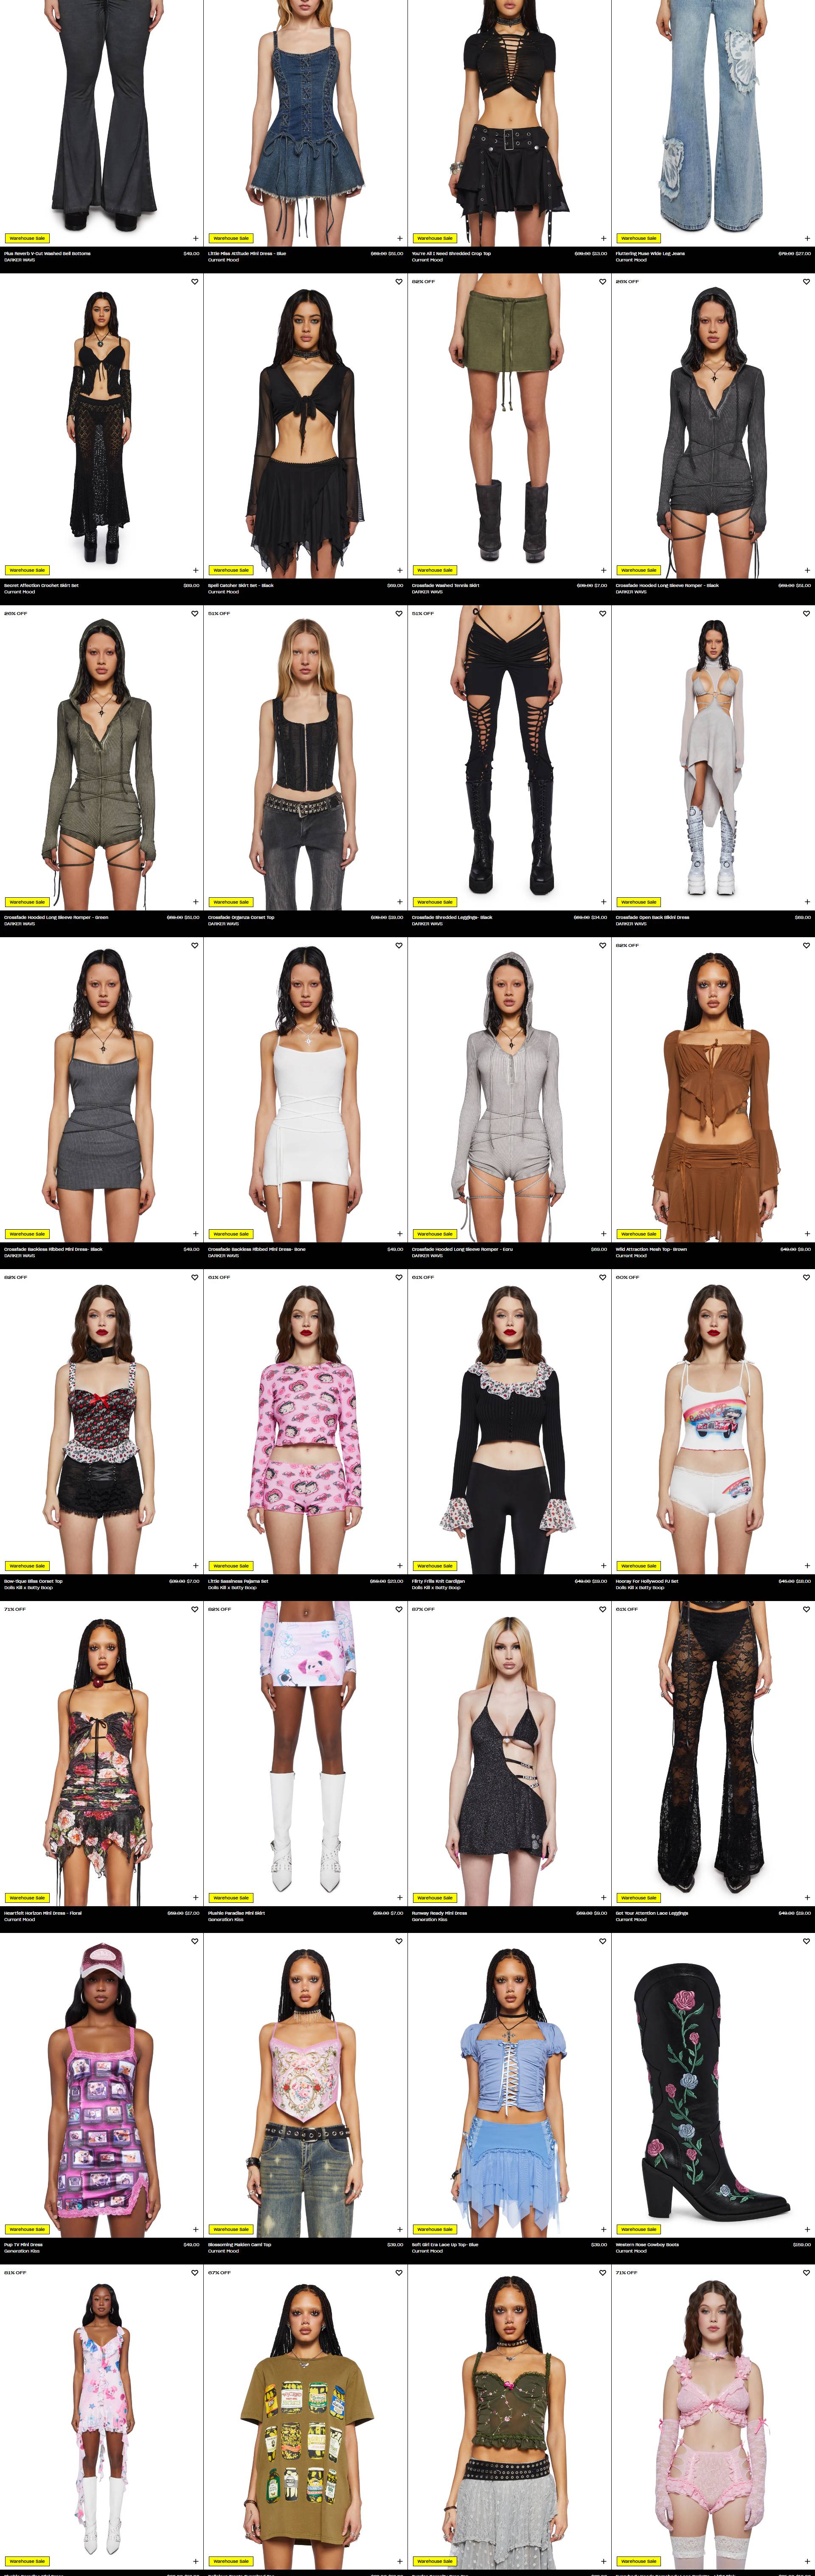 Warehouse Sale
Warehouse Sale
Warehouse Sale
Warehouse Sale
Plus Reverb V-Cut Washed Bell Bottoms $49.00
DARKER WAVS
Little Miss Attitude Mini Dress - Blue $51.00
Current Mood
You're All I Need Shredded Crop Top $13.00
Current Mood
Fluttering Muse Wide Leg Jeans $27.00
Current Mood
82% OFF
26% OFF
Warehouse Sale
Warehouse Sale
Warehouse Sale
Warehouse Sale
Secret Affection Crochet Skirt Set $89.00
Current Mood
Spell Catcher Skirt Set - Black $69.00
Current Mood
Crossfade Washed Tennis Skirt $39.00 $7.00
DARKER WAVS
Crossfade Hooded Long Sleeve Romper - Black $69.00 $51.00
DARKER WAVS
26% OFF
51% OFF
51% OFF
Warehouse Sale
Warehouse Sale
Warehouse Sale
Warehouse Sale
Crossfade Hooded Long Sleeve Romper - Green $69.00 $51.00
DARKER WAVS
Crossfade Organza Corset Top $39.00 $19.00
DARKER WAVS
Crossfade Shredded Leggings- Black $69.00 $34.00
DARKER WAVS
Crossfade Open Back Bikini Dress $69.00
DARKER WAVS
82% OFF
Warehouse Sale
Warehouse Sale
Warehouse Sale
Warehouse Sale
Crossfade Backless Ribbed Mini Dress- Black $49.00
DARKER WAVS
Crossfade Backless Ribbed Mini Dress- Bone $49.00
DARKER WAVS
Crossfade Hooded Long Sleeve Romper - Ecru $69.00
DARKER WAVS
Wild Attraction Mesh Top- Brown $49.00 $9.00
Current Mood
82% OFF
61% OFF
61% OFF
60% OFF
Warehouse Sale
Warehouse Sale
Warehouse Sale
Warehouse Sale
Bow-tique Bliss Corset Top $39.00 $7.00
Dolls Kill x Betty Boop
Little Sassiness Pajama Set $59.00 $23.00
Dolls Kill x Betty Boop
Flirty Frills Knit Cardigan $49.00 $19.00
Dolls Kill x Betty Boop
Hooray For Hollywood PJ Set $45.00 $18.00
Dolls Kill x Betty Boop
71% OFF
82% OFF
87% OFF
61% OFF
Warehouse Sale
Warehouse Sale
Warehouse Sale
Warehouse Sale
Heartfelt Horizon Mini Dress - Floral $59.00 $17.00
Current Mood
Plushie Paradise Mini Skirt $39.00 $7.00
Generation Kiss
Runway Ready Mini Dress $69.00 $9.00
Generation Kiss
Got Your Attention Lace Leggings $49.00 $19.00
Current Mood
Warehouse Sale
Warehouse Sale
Warehouse Sale
Warehouse Sale
Pup TV Mini Dress $49.00
Generation Kiss
Blossoming Maiden Cami Top $39.00
Current Mood
Soft Girl Era Lace Up Top- Blue $39.00
Current Mood
Western Rose Cowboy Boots $159.00
Current Mood
81% OFF
67% OFF
71% OFF
Warehouse Sale
Warehouse Sale
Warehouse Sale
Warehouse Sale